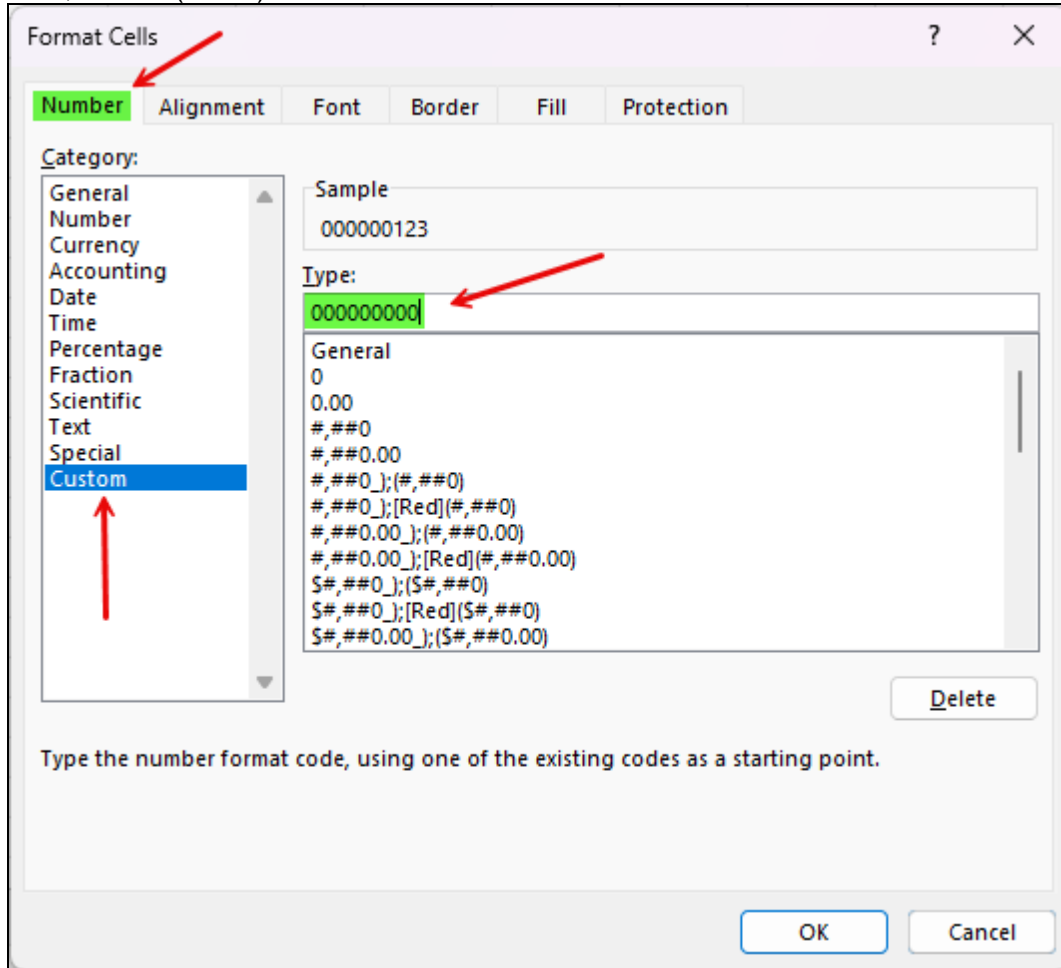 Format Cells ? ×
Number Alignment Font Border Fill Protection
Category:
General
Number
Currency
Accounting
Date
Time
Percentage
Fraction
Scientific
Text
Special
Custom
Sample
000000123
Type:
000000000
General
0
0.00
#,##0
#,##0.00
#,##0_);(#,##0)
#,##0_);[Red](#,##0)
#,##0.00_);(#,##0.00)
#,##0.00_);[Red](#,##0.00)
$#,##0_);($#,##0)
$#,##0_);[Red]($#,##0)
$#,##0.00_);($#,##0.00)
Delete
Type the number format code, using one of the existing codes as a starting point.
OK Cancel